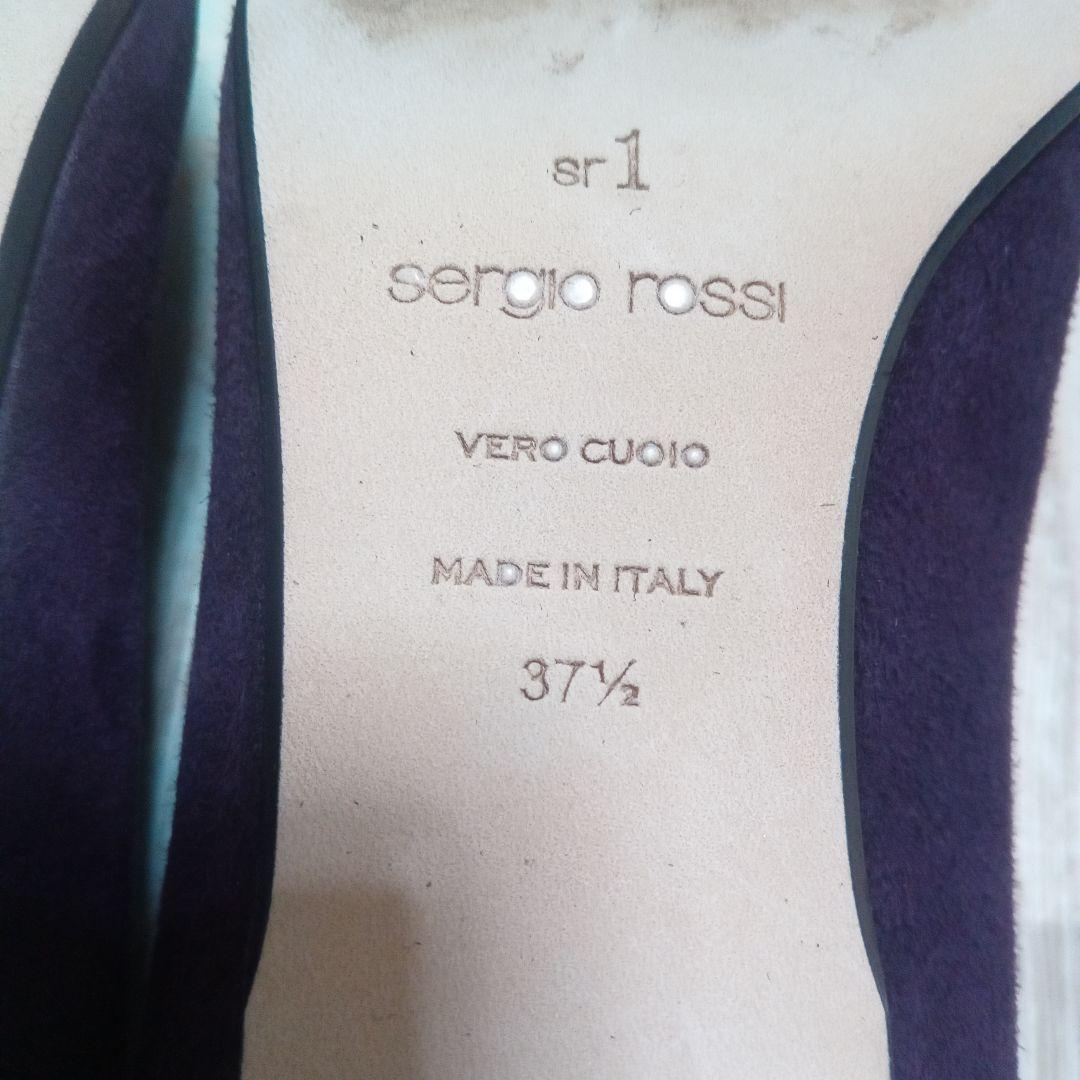 sr1
sergio rossi
VERO CUOIO
MADE IN ITALY
37½